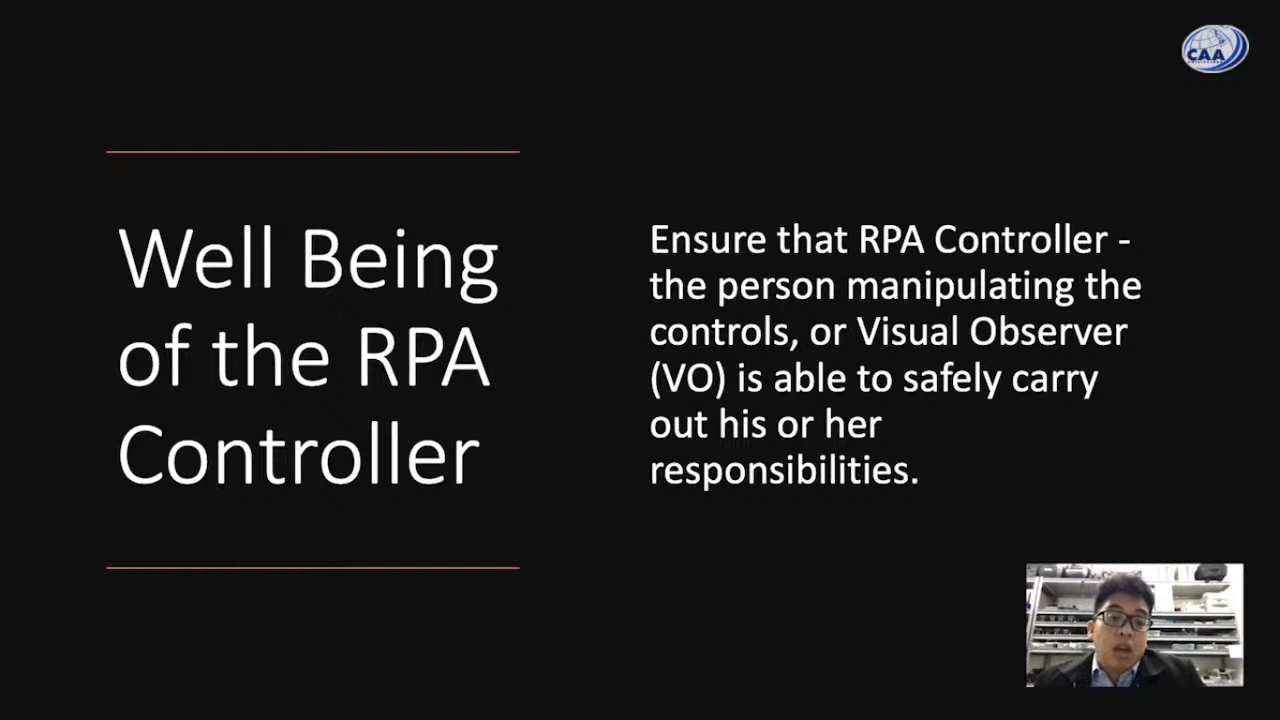 CAA
Well Being
of the RPA
Controller
Ensure that RPA Controller -
the person manipulating the
controls, or Visual Observer
(VO) is able to safely carry
out his or her
responsibilities.